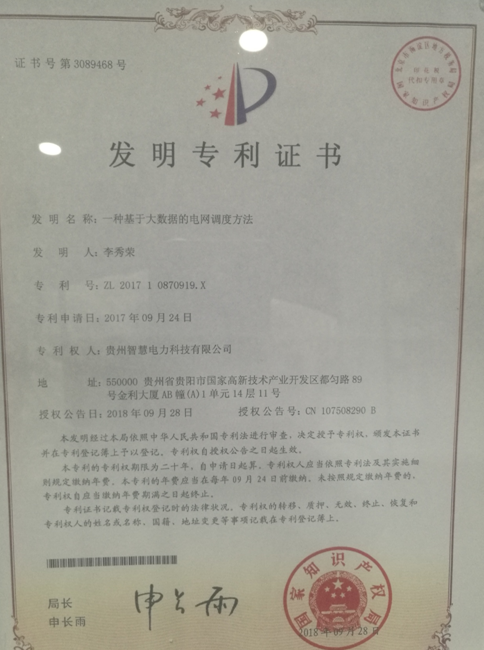 证书号第3089468号
发明专利证书
发 明 名 称:一种基于大数据的电网调度方法
发 明 人:李秀荣
专 利 号:ZL 2017 1 0870919.X
专利申请日:2017年09月24日
专 利 权 人:贵州智慧电力科技有限公司
地 址:550000 贵州省贵阳市国家高新技术产业开发区都匀路89
号金利大厦AB幢(A)1单元14层11号
授权公告日:2018年09月28日 授权公告号:CN 107508290 B
本发明经过本局依照中华人民共和国专利法进行审查,决定授予专利权,颁发本证书
并在专利登记簿上予以登记。专利权自授权公告之日起生效。
本专利的专利权期限为二十年,自申请日起算。专利权人应当依照专利法及其实施细
则规定缴纳年费。本专利的年费应当在每年09月24日前缴纳。未按照规定缴纳年费的,
专利权自应当缴纳年费期满之日起终止。
专利证书记载专利权登记时的法律状况。专利权的转移、质押、无效、终止、恢复和
专利权人的姓名或名称、国籍、地址变更等事项记载在专利登记簿上。
局长
申长雨
申长雨
国家知识产权局
2018年09月28日